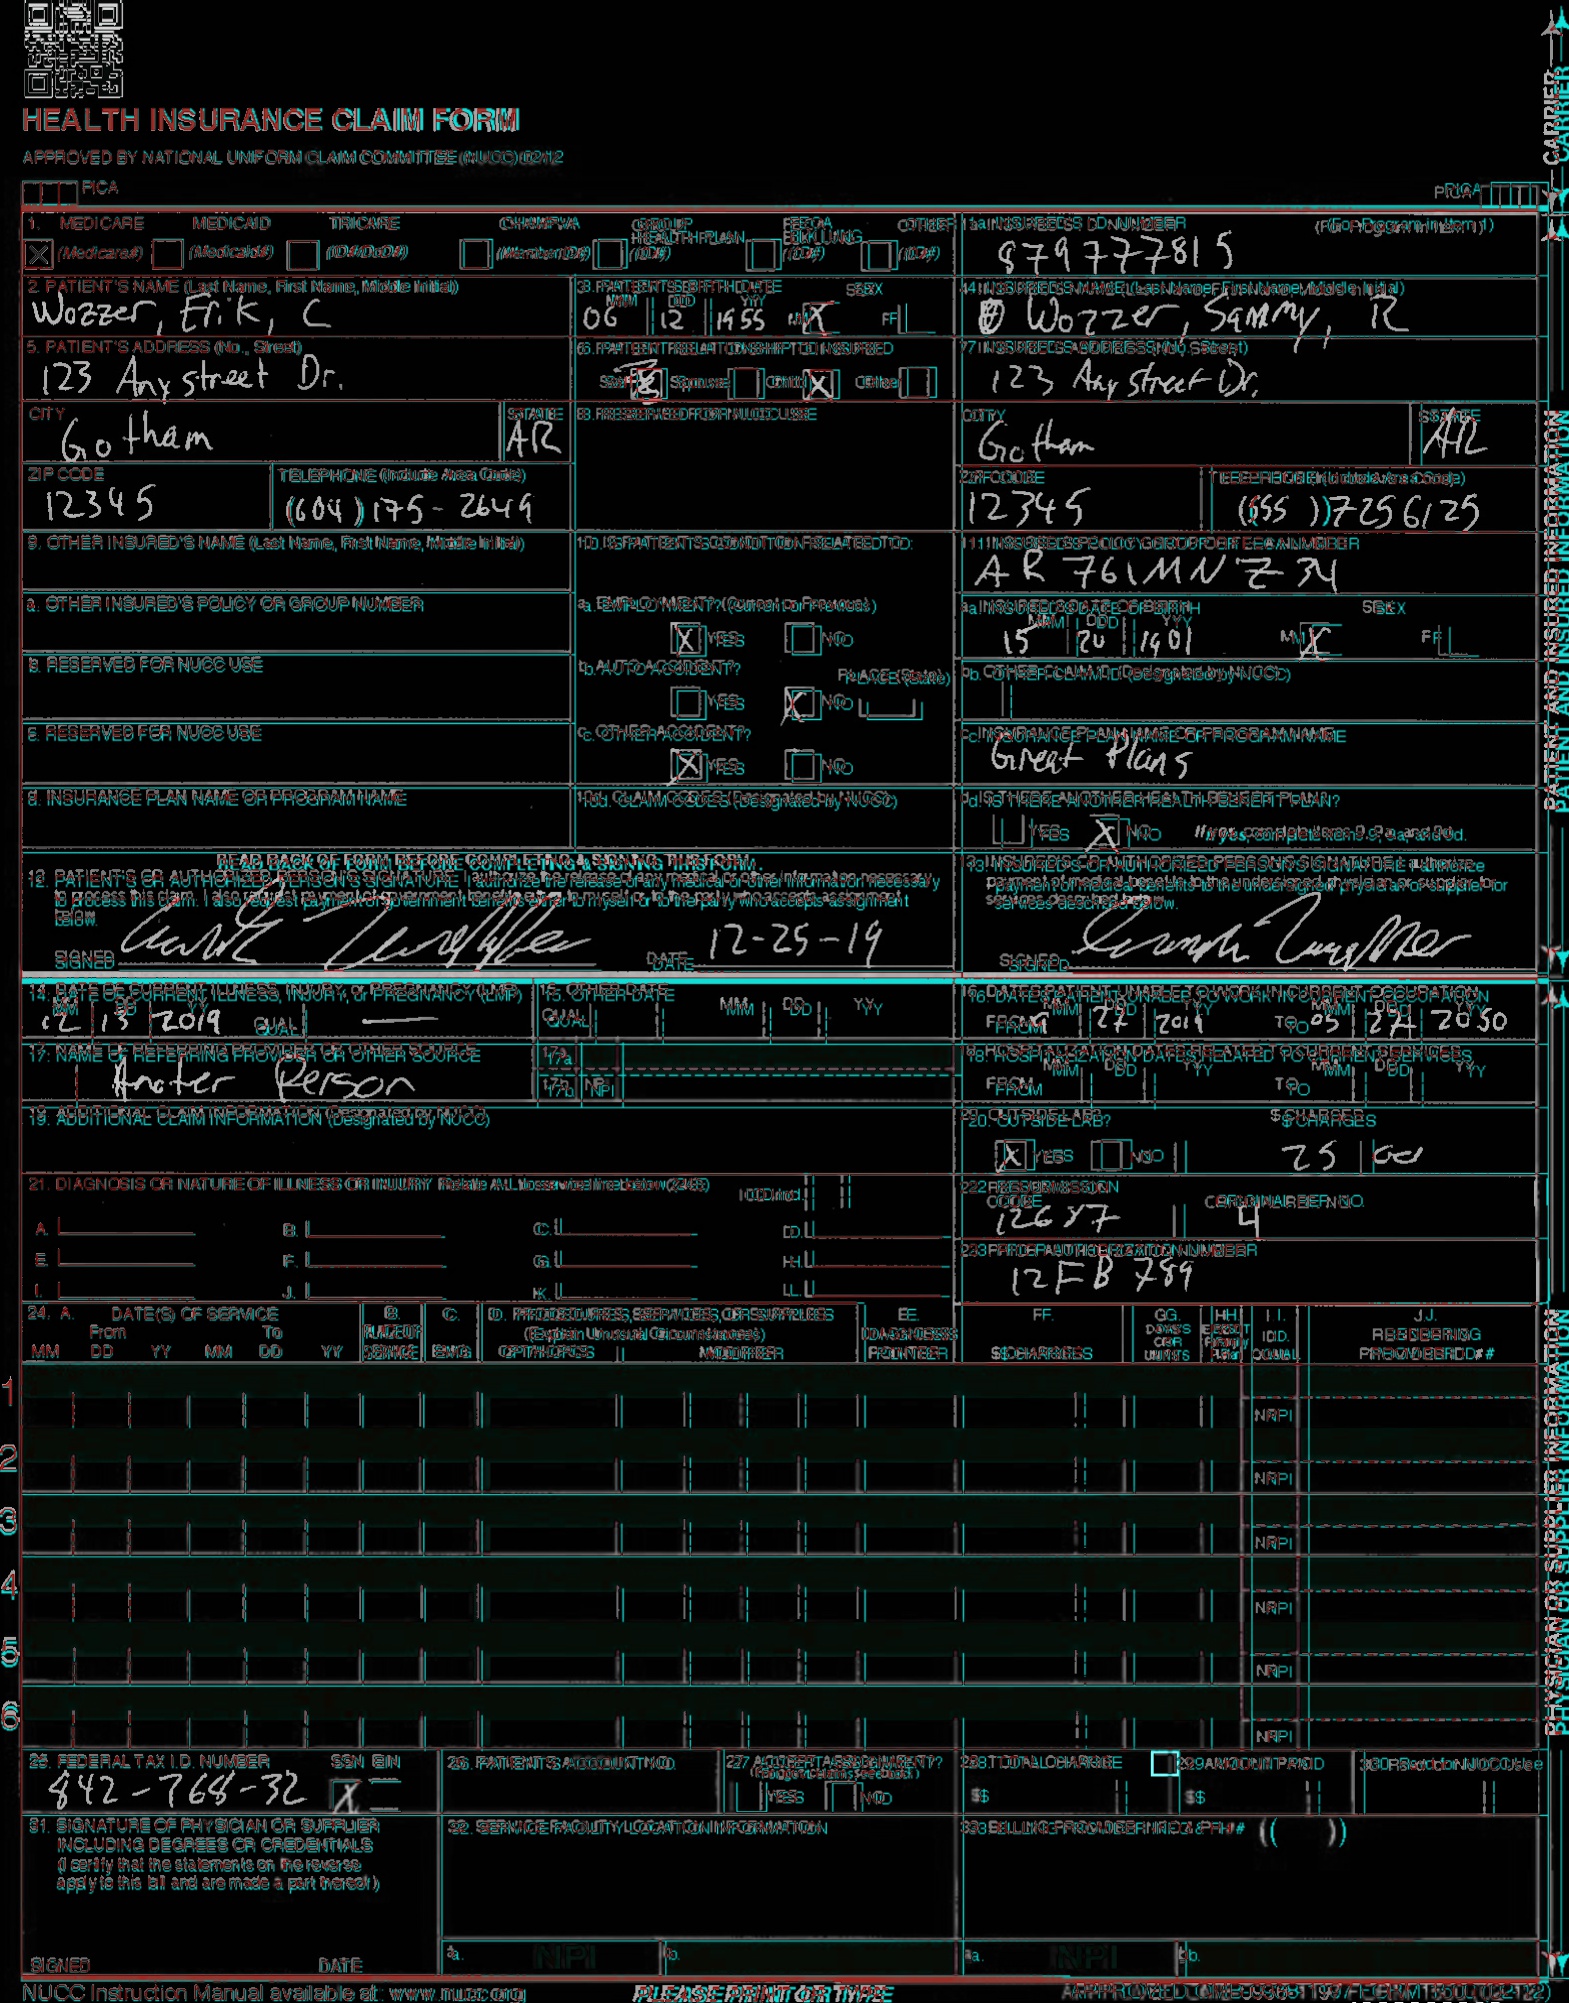 HEALTH INSURANCE CLAIM FORM
APPROVED BY NATIONAL UNIFORM CLAIM COMMITTEE (NUCC) 02/12
PICA
PICA
CARRIER
1. MEDICARE MEDICAID TRICARE CHAMPVA GROUP HEALTH PLAN FECA BLK LUNG OTHER
X (Medicare#) (Medicaid#) (ID#/DoD#) (Member ID#) (ID#) (ID#) (ID#)
1a. INSURED'S I.D. NUMBER (For Program in Item 1)
879777815
2. PATIENT'S NAME (Last Name, First Name, Middle Initial)
Wozzer, Erik, C
3. PATIENT'S BIRTH DATE SEX
MM DD YY
06 12 1955 M X F
4. INSURED'S NAME (Last Name, First Name, Middle Initial)
Wozzer, Sammy, R
5. PATIENT'S ADDRESS (No., Street)
123 Any street Dr.
6. PATIENT RELATIONSHIP TO INSURED
Self Spouse Child X Other
7. INSURED'S ADDRESS (No., Street)
123 Any street Dr.
CITY STATE
Gotham AR
8. RESERVED FOR NUCC USE
CITY STATE
Gotham AR
ZIP CODE TELEPHONE (Include Area Code)
12345 (604) 175-2649
ZIP CODE TELEPHONE (Include Area Code)
12345 (555) 7256125
9. OTHER INSURED'S NAME (Last Name, First Name, Middle Initial)
10. IS PATIENT'S CONDITION RELATED TO:
11. INSURED'S POLICY GROUP OR FECA NUMBER
AR 761MNZ34
a. OTHER INSURED'S POLICY OR GROUP NUMBER
a. EMPLOYMENT? (Current or Previous)
X YES NO
a. INSURED'S DATE OF BIRTH SEX
MM DD YY
15 20 1901 M X F
b. RESERVED FOR NUCC USE
b. AUTO ACCIDENT? PLACE (State)
YES X NO
b. OTHER CLAIM ID (Designated by NUCC)
c. RESERVED FOR NUCC USE
c. OTHER ACCIDENT?
X YES NO
c. INSURANCE PLAN NAME OR PROGRAM NAME
Great Plans
d. INSURANCE PLAN NAME OR PROGRAM NAME
10d. CLAIM CODES (Designated by NUCC)
d. IS THERE ANOTHER HEALTH BENEFIT PLAN?
YES X NO If yes, complete items 9, 9a, and 9d.
PATIENT AND INSURED INFORMATION
READ BACK OF FORM BEFORE COMPLETING & SIGNING THIS FORM.
12. PATIENT'S OR AUTHORIZED PERSON'S SIGNATURE I authorize the release of any medical or other information necessary
to process this claim. I also request payment of government benefits either to myself or to the party who accepts assignment
below.
SIGNED DATE 12-25-19
13. INSURED'S OR AUTHORIZED PERSON'S SIGNATURE I authorize
payment of medical benefits to the undersigned physician or supplier for
services described below.
SIGNED
14. DATE OF CURRENT ILLNESS, INJURY, or PREGNANCY (LMP)
MM DD YY
12 13 2019 QUAL. —
15. OTHER DATE
QUAL. MM DD YY
16. DATES PATIENT UNABLE TO WORK IN CURRENT OCCUPATION
MM DD YY MM DD YY
FROM 27 2019 TO 05 2050
17. NAME OF REFERRING PROVIDER OR OTHER SOURCE
Anoter Person
17a.
17b. NPI
18. HOSPITALIZATION DATES RELATED TO CURRENT SERVICES
MM DD YY MM DD YY
FROM TO
19. ADDITIONAL CLAIM INFORMATION (Designated by NUCC)
20. OUTSIDE LAB? $ CHARGES
X YES NO 25 00
21. DIAGNOSIS OR NATURE OF ILLNESS OR INJURY Relate A-L to service line below (24E) ICD Ind.
A. B. C. D.
E. F. G. H.
I. J. K. L.
22. RESUBMISSION CODE ORIGINAL REF. NO.
12687 4
23. PRIOR AUTHORIZATION NUMBER
12FB789
24. A. DATE(S) OF SERVICE B. C. D. PROCEDURES, SERVICES, OR SUPPLIES E. F. G. H. I. J.
From To PLACE OF (Explain Unusual Circumstances) DIAGNOSIS DAYS OR EPSDT Family ID. RENDERING
MM DD YY MM DD YY SERVICE EMG CPT/HCPCS MODIFIER POINTER $ CHARGES UNITS Plan QUAL. PROVIDER ID. #
1
NPI
2
NPI
3
NPI
4
NPI
5
NPI
6
NPI
PHYSICIAN OR SUPPLIER INFORMATION
25. FEDERAL TAX I.D. NUMBER SSN EIN
842-768-32 X
26. PATIENT'S ACCOUNT NO.
27. ACCEPT ASSIGNMENT?
(For govt. claims, see back)
YES NO
28. TOTAL CHARGE
$
29. AMOUNT PAID
$
30. Rsvd for NUCC Use
31. SIGNATURE OF PHYSICIAN OR SUPPLIER
INCLUDING DEGREES OR CREDENTIALS
(I certify that the statements on the reverse
apply to this bill and are made a part thereof.)
SIGNED DATE
32. SERVICE FACILITY LOCATION INFORMATION
a. NPI b.
33. BILLING PROVIDER INFO & PH # ( )
a. NPI b.
NUCC Instruction Manual available at: www.nucc.org
PLEASE PRINT OR TYPE